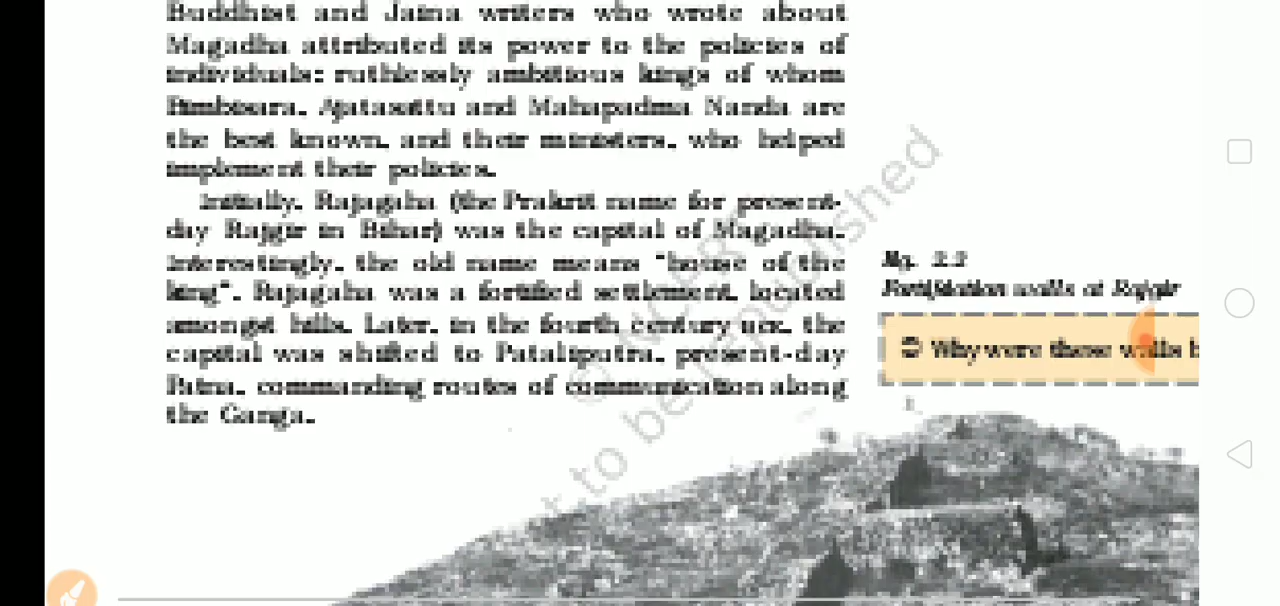 Buddhist and Jaina writers who wrote about
Magadha attributed its power to the policies of
individuals: ruthlessly ambitious kings of whom
Bimbisara, Ajatasattu and Mahapadma Nanda are
the best known, and their ministers, who helped
implement their policies.
Initially, Rajagaha (the Prakrit name for present-
day Rajgir in Bihar) was the capital of Magadha.
Interestingly, the old name means "house of the
king". Rajagaha was a fortified settlement, located
amongst hills. Later, in the fourth century BCE, the
capital was shifted to Pataliputra, present-day
Patna, commanding routes of communication along
the Ganga.
Fig. 2.2
Fortification walls at Rajgir
Why were these walls b
© NCERT
t to be republished